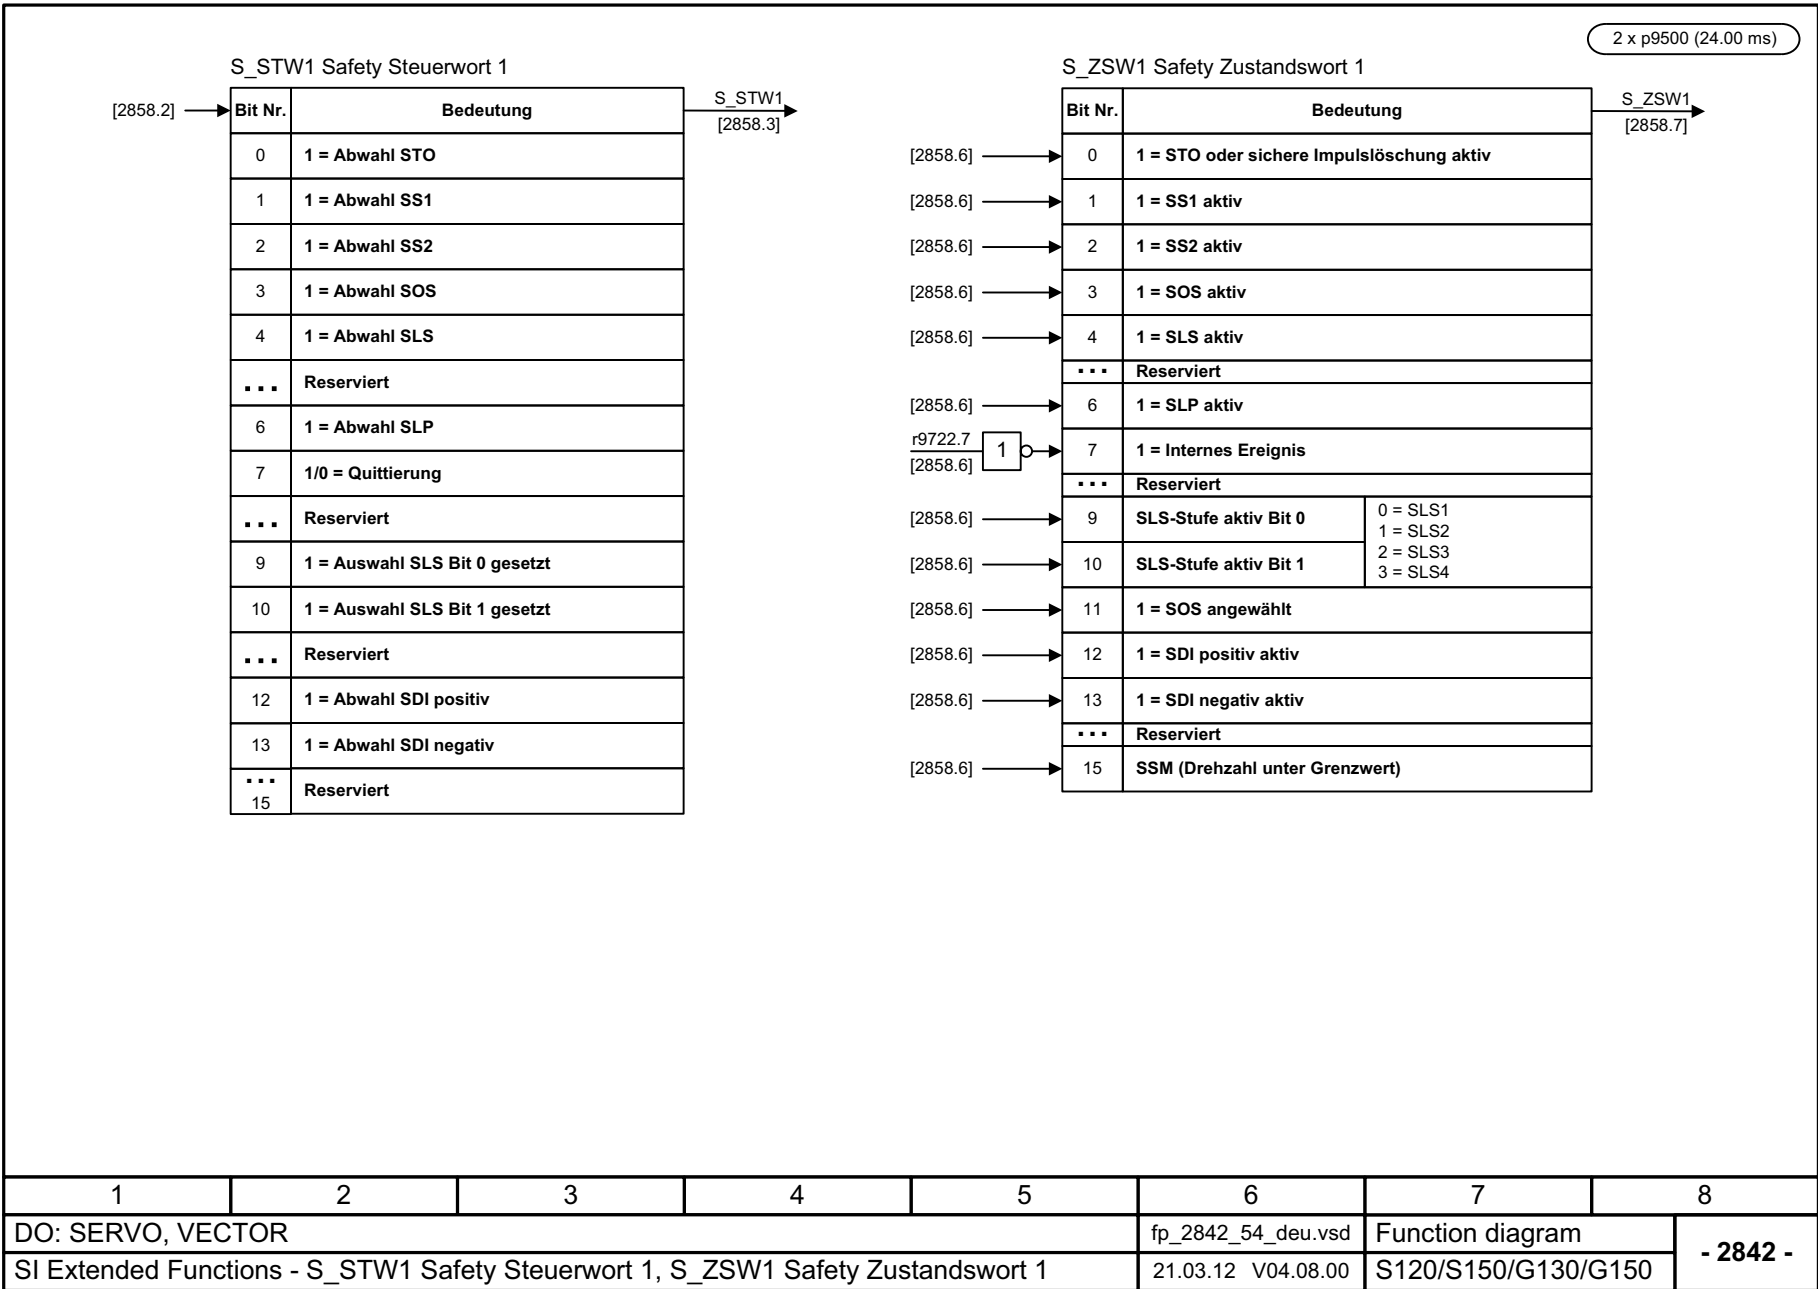 2 x p9500 (24.00 ms)
S_STW1 Safety Steuerwort 1
[2858.2] Bit Nr. Bedeutung S_STW1
[2858.3]
0 1 = Abwahl STO
1 1 = Abwahl SS1
2 1 = Abwahl SS2
3 1 = Abwahl SOS
4 1 = Abwahl SLS
... Reserviert
6 1 = Abwahl SLP
7 1/0 = Quittierung
... Reserviert
9 1 = Auswahl SLS Bit 0 gesetzt
10 1 = Auswahl SLS Bit 1 gesetzt
... Reserviert
12 1 = Abwahl SDI positiv
13 1 = Abwahl SDI negativ
...
15 Reserviert
S_ZSW1 Safety Zustandswort 1
Bit Nr. Bedeutung S_ZSW1
[2858.7]
[2858.6] 0 1 = STO oder sichere Impulslöschung aktiv
[2858.6] 1 1 = SS1 aktiv
[2858.6] 2 1 = SS2 aktiv
[2858.6] 3 1 = SOS aktiv
[2858.6] 4 1 = SLS aktiv
... Reserviert
[2858.6] 6 1 = SLP aktiv
r9722.7
[2858.6] 1 7 1 = Internes Ereignis
... Reserviert
[2858.6] 9 SLS-Stufe aktiv Bit 0
[2858.6] 10 SLS-Stufe aktiv Bit 1
0 = SLS1
1 = SLS2
2 = SLS3
3 = SLS4
[2858.6] 11 1 = SOS angewählt
[2858.6] 12 1 = SDI positiv aktiv
[2858.6] 13 1 = SDI negativ aktiv
... Reserviert
[2858.6] 15 SSM (Drehzahl unter Grenzwert)
1 2 3 4 5 6 7 8
DO: SERVO, VECTOR fp_2842_54_deu.vsd Function diagram
- 2842 -
SI Extended Functions - S_STW1 Safety Steuerwort 1, S_ZSW1 Safety Zustandswort 1 21.03.12 V04.08.00 S120/S150/G130/G150